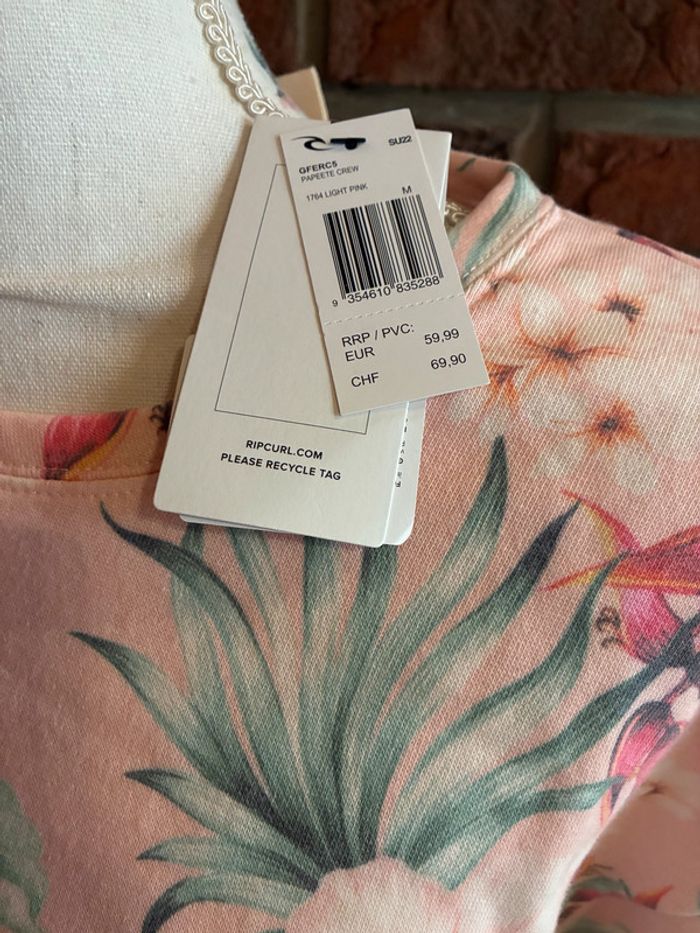 SU22
GFERC5
PAPEETE CREW
1764 LIGHT PINK
M
9 354610 835288
RRP / PVC:
EUR 59,99
CHF 69,90
RIPCURL.COM
PLEASE RECYCLE TAG